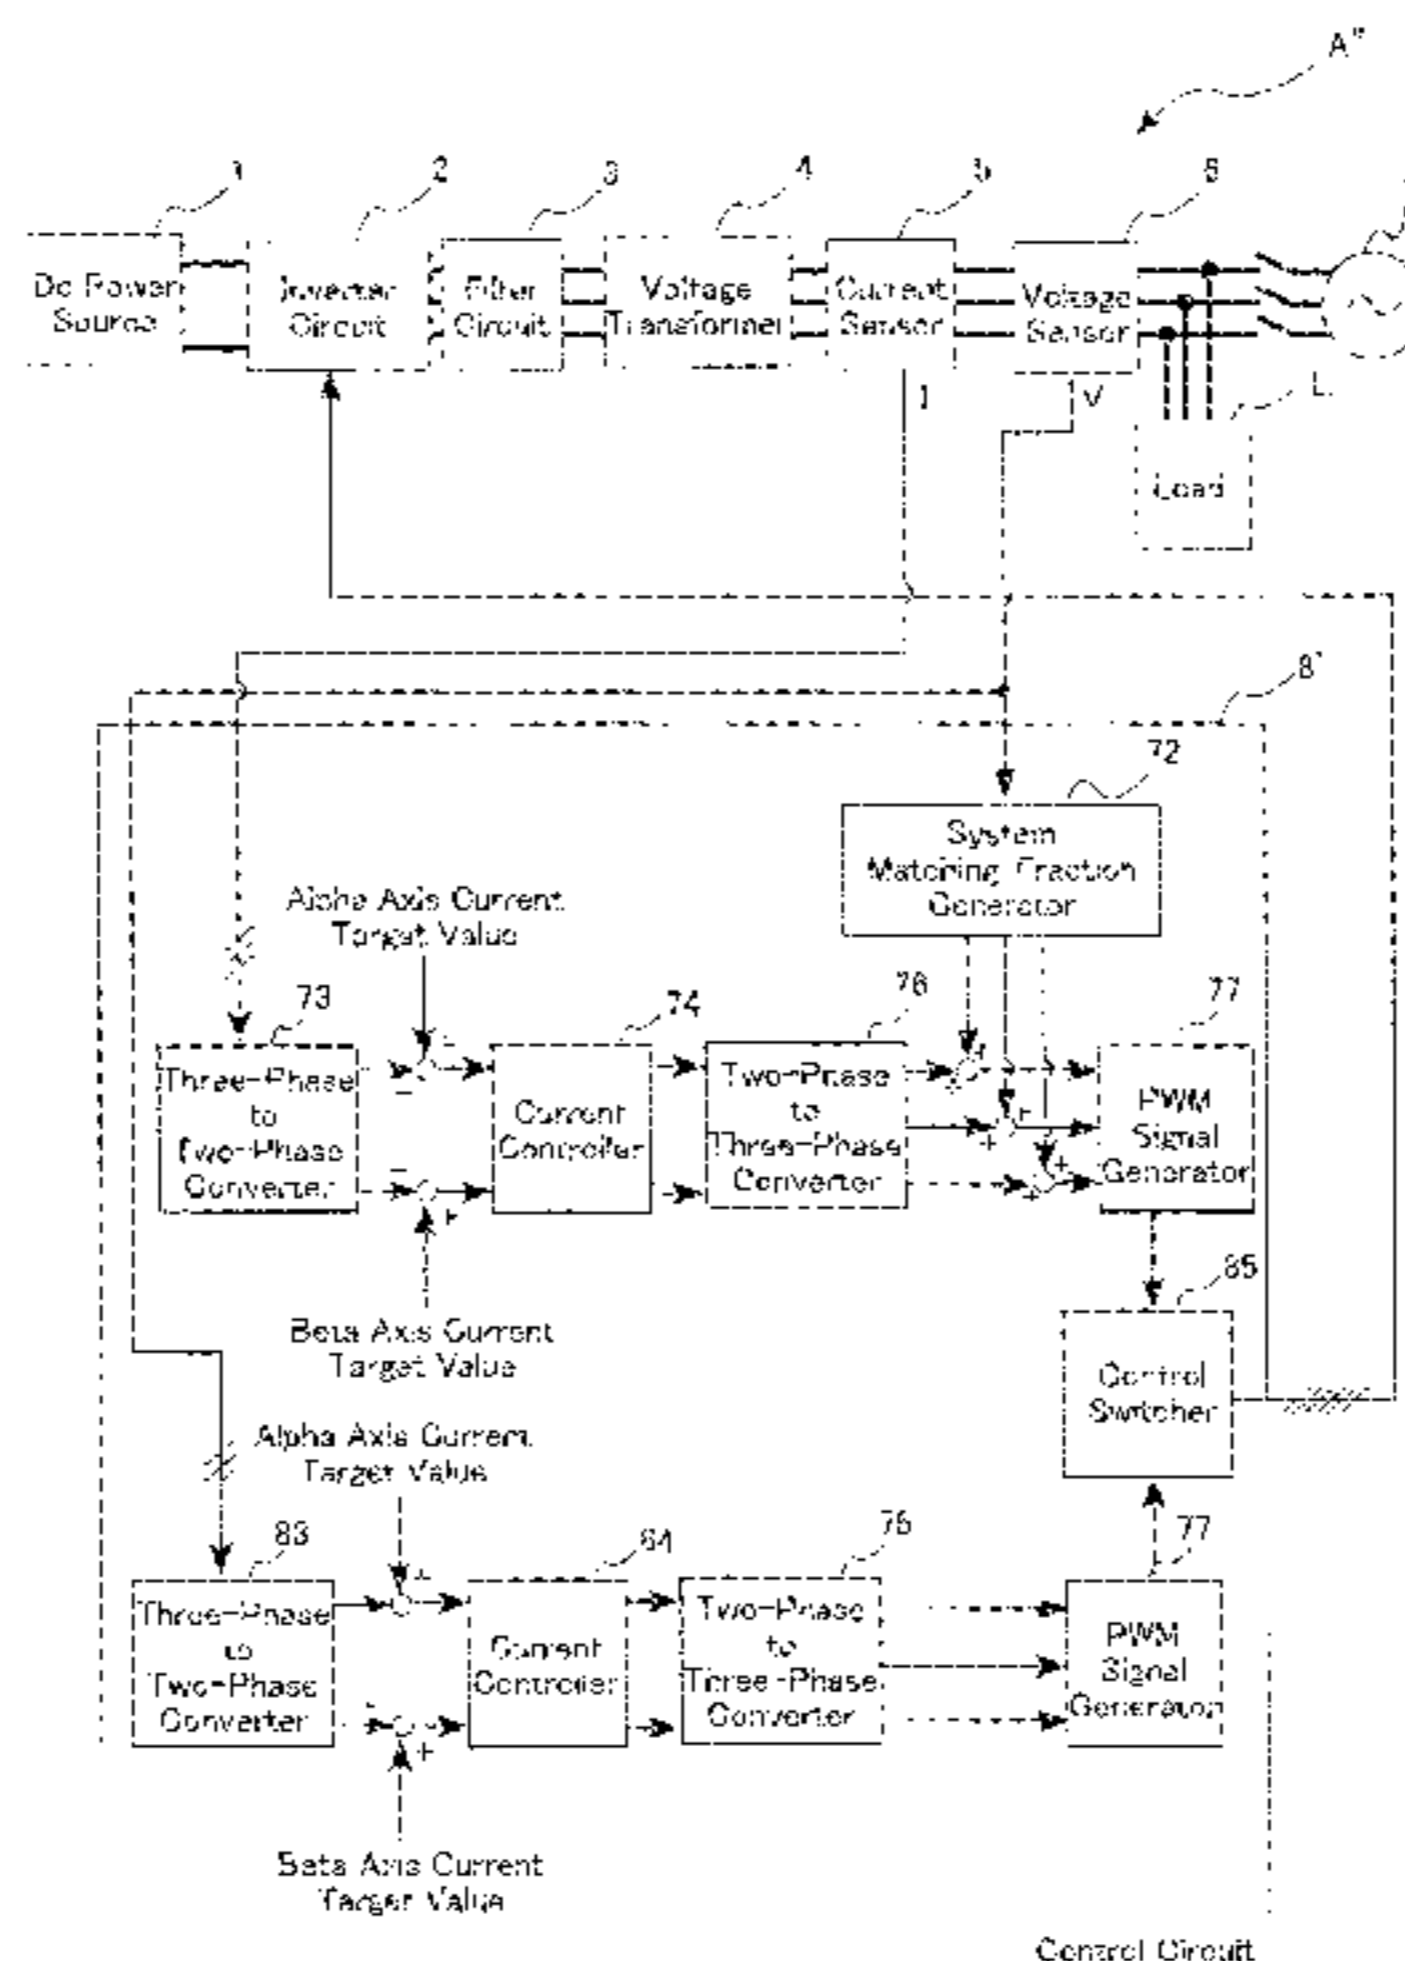 A"
1
2
3
4
5
6
Dc Power
Source
Inverter
Circuit
Filter
Circuit
Voltage
Transformer
Current
Sensor
Voltage
Sensor
I
V
L
Load
8'
72
System
Matching-Fraction
Generator
Alpha Axis Current
Target Value
73
74
76
77
Three-Phase
to
Two-Phase
Converter
Current
Controller
Two-Phase
to
Three-Phase
Converter
PWM
Signal
Generator
Beta Axis Current
Target Value
85
Control
Switcher
Alpha Axis Current
Target Value
83
84
76
77
Three-Phase
to
Two-Phase
Converter
Current
Controller
Two-Phase
to
Three-Phase
Converter
PWM
Signal
Generator
Beta Axis Current
Target Value
Control Circuit